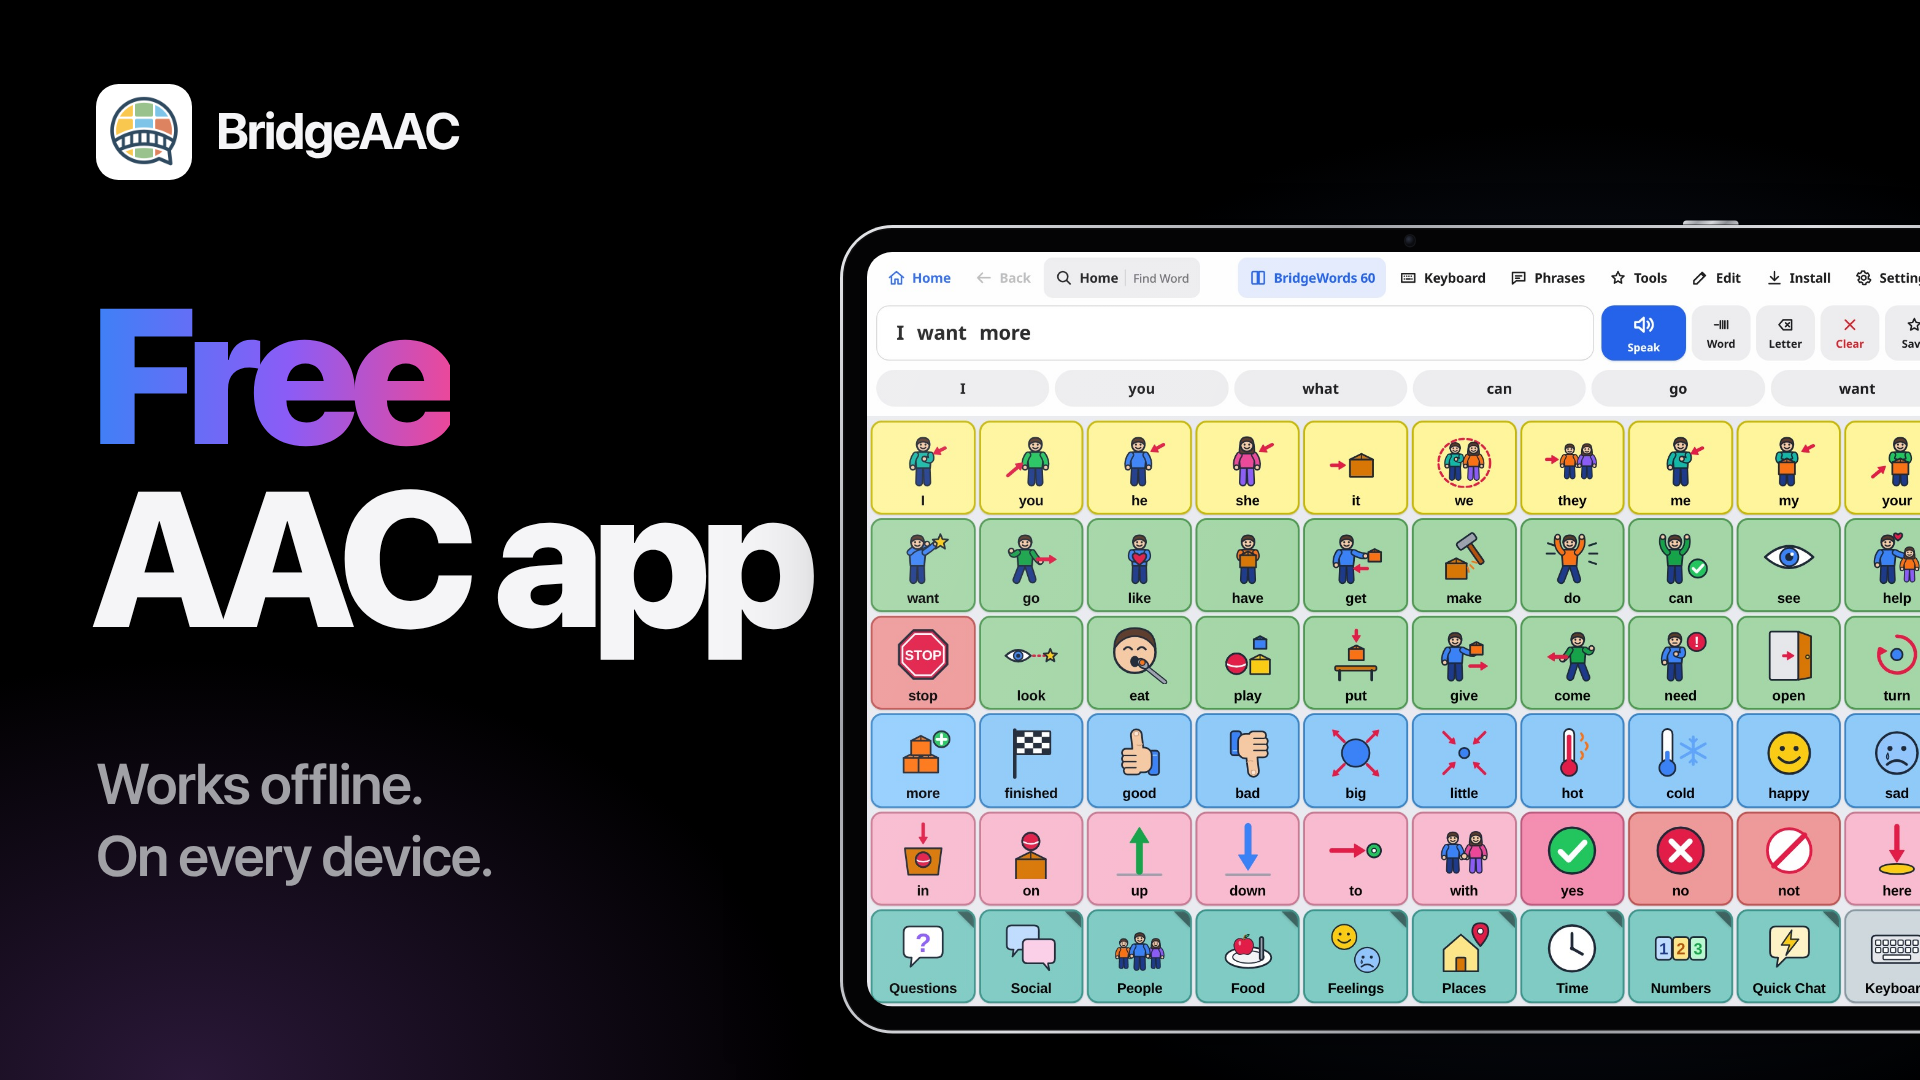 BridgeAAC
Free
AAC app
Works offline.
On every device.
Home Back Home Find Word BridgeWords 60 Keyboard Phrases Tools Edit Install
I want more
Speak Word Letter Clear
I you what can go want
I you he she it we they me my your
want go like have get make do can see help
STOP
stop look eat play put give come need open turn
more finished good bad big little hot cold happy sad
in on up down to with yes no not here
? 1 2 3
Questions Social People Food Feelings Places Time Numbers Quick Chat